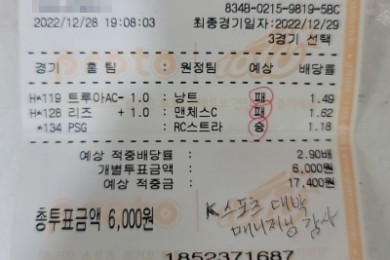 834B-0215-9819-5BC
2022/12/28 19:08:03 최종경기일자:2022/12/29
3경기 선택
경기 홈팀 : 원정팀 예상 배당률
H*119 트루아AC- 1.0 : 낭트 패 1.49
H*128 리즈 + 1.0 : 맨체스C 패 1.62
*134 PSG : RC스트라 승 1.18
예상 적중배당률 : 2.90배
개별투표금액 : 6,000원
예상 적중금 : 17,400원
총투표금액 6,000원
K스포츠 대박
매니저님 감사
1852371687